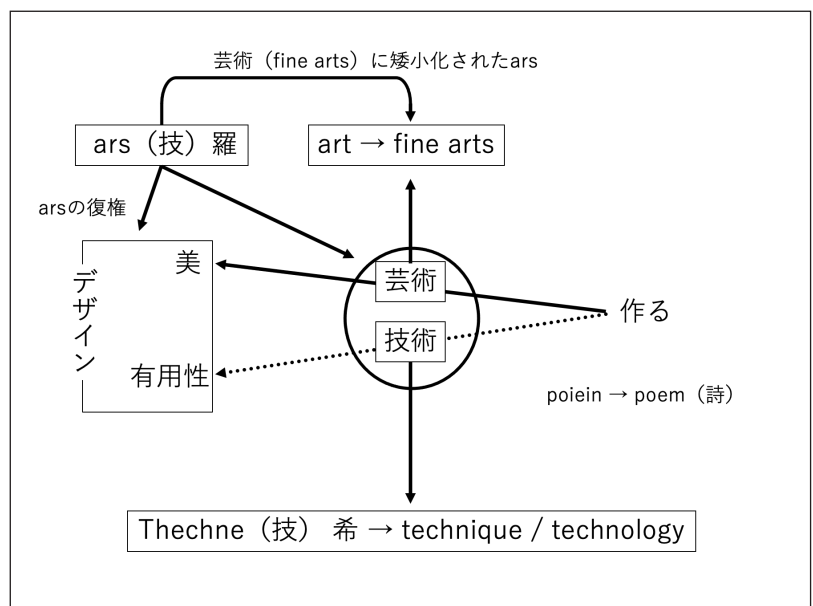 芸術（fine arts）に矮小化されたars
ars（技）羅
art → fine arts
arsの復権
デザイン
美
芸術
作る
技術
有用性
poiein → poem（詩）
Thechne（技） 希 → technique / technology